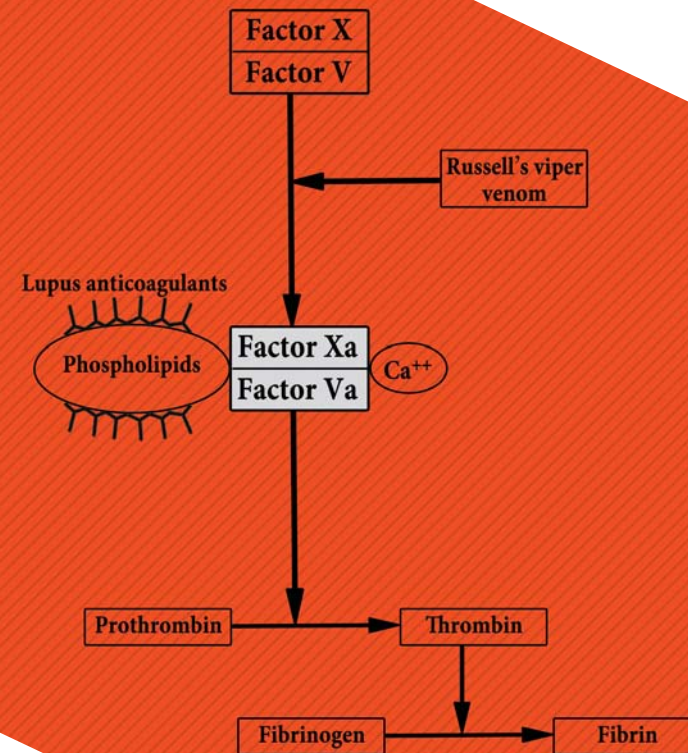 Factor X
Factor V
Russell's viper
venom
Lupus anticoagulants
Phospholipids
Factor Xa
Factor Va
Ca++
Prothrombin
Thrombin
Fibrinogen
Fibrin